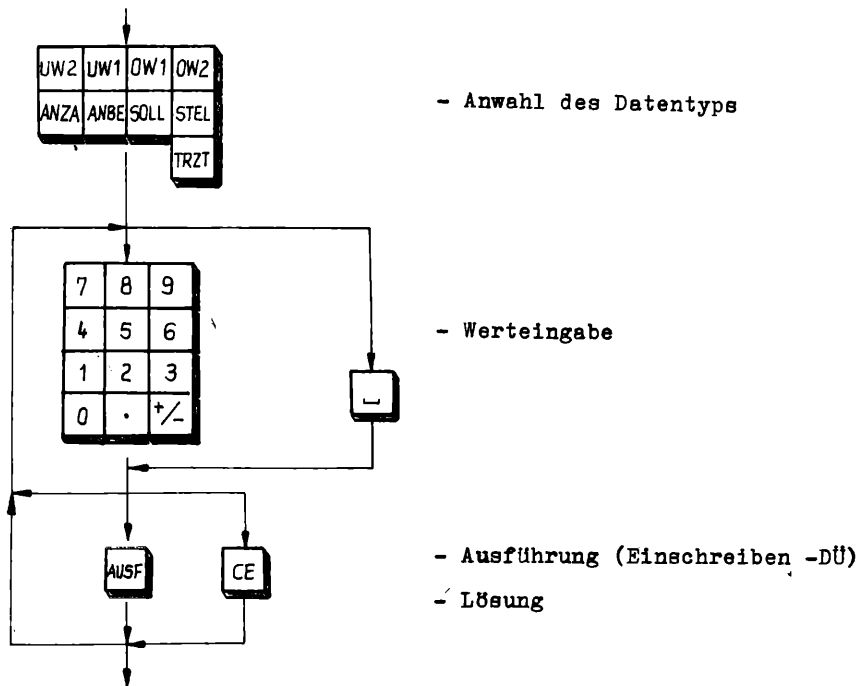 UW2 UW1 OW1 OW2
ANZA ANBE SOLL STEL
TRZT
- Anwahl des Datentyps
7 8 9
4 5 6
1 2 3
0 . +/-
- Werteingabe
⎵
AUSF CE
- Ausführung (Einschreiben -DÜ)
- Lösung